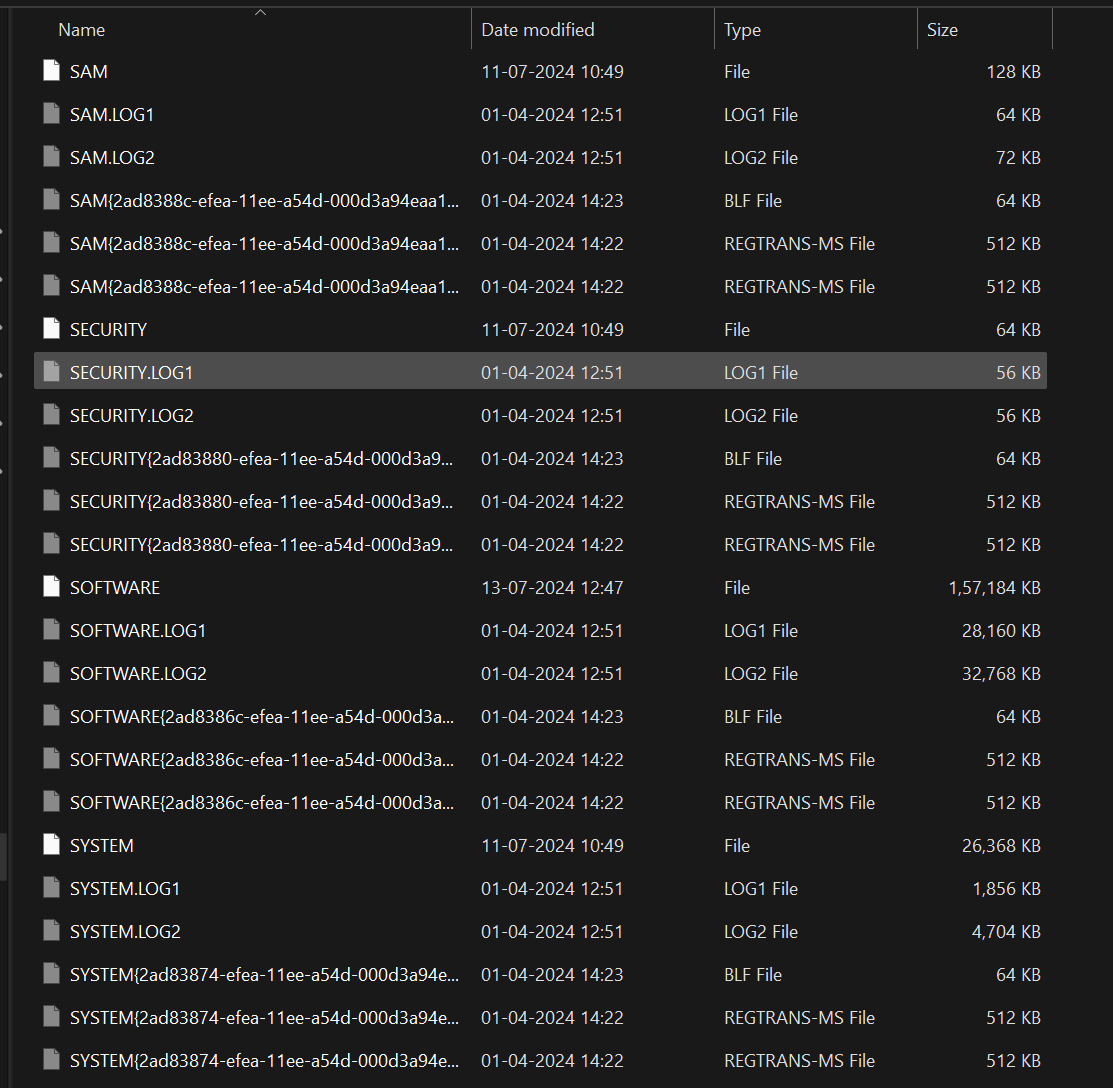 Name Date modified Type Size
SAM 11-07-2024 10:49 File 128 KB
SAM.LOG1 01-04-2024 12:51 LOG1 File 64 KB
SAM.LOG2 01-04-2024 12:51 LOG2 File 72 KB
SAM{2ad8388c-efea-11ee-a54d-000d3a94eaa1... 01-04-2024 14:23 BLF File 64 KB
SAM{2ad8388c-efea-11ee-a54d-000d3a94eaa1... 01-04-2024 14:22 REGTRANS-MS File 512 KB
SAM{2ad8388c-efea-11ee-a54d-000d3a94eaa1... 01-04-2024 14:22 REGTRANS-MS File 512 KB
SECURITY 11-07-2024 10:49 File 64 KB
SECURITY.LOG1 01-04-2024 12:51 LOG1 File 56 KB
SECURITY.LOG2 01-04-2024 12:51 LOG2 File 56 KB
SECURITY{2ad83880-efea-11ee-a54d-000d3a9... 01-04-2024 14:23 BLF File 64 KB
SECURITY{2ad83880-efea-11ee-a54d-000d3a9... 01-04-2024 14:22 REGTRANS-MS File 512 KB
SECURITY{2ad83880-efea-11ee-a54d-000d3a9... 01-04-2024 14:22 REGTRANS-MS File 512 KB
SOFTWARE 13-07-2024 12:47 File 1,57,184 KB
SOFTWARE.LOG1 01-04-2024 12:51 LOG1 File 28,160 KB
SOFTWARE.LOG2 01-04-2024 12:51 LOG2 File 32,768 KB
SOFTWARE{2ad8386c-efea-11ee-a54d-000d3a... 01-04-2024 14:23 BLF File 64 KB
SOFTWARE{2ad8386c-efea-11ee-a54d-000d3a... 01-04-2024 14:22 REGTRANS-MS File 512 KB
SOFTWARE{2ad8386c-efea-11ee-a54d-000d3a... 01-04-2024 14:22 REGTRANS-MS File 512 KB
SYSTEM 11-07-2024 10:49 File 26,368 KB
SYSTEM.LOG1 01-04-2024 12:51 LOG1 File 1,856 KB
SYSTEM.LOG2 01-04-2024 12:51 LOG2 File 4,704 KB
SYSTEM{2ad83874-efea-11ee-a54d-000d3a94e... 01-04-2024 14:23 BLF File 64 KB
SYSTEM{2ad83874-efea-11ee-a54d-000d3a94e... 01-04-2024 14:22 REGTRANS-MS File 512 KB
SYSTEM{2ad83874-efea-11ee-a54d-000d3a94e... 01-04-2024 14:22 REGTRANS-MS File 512 KB